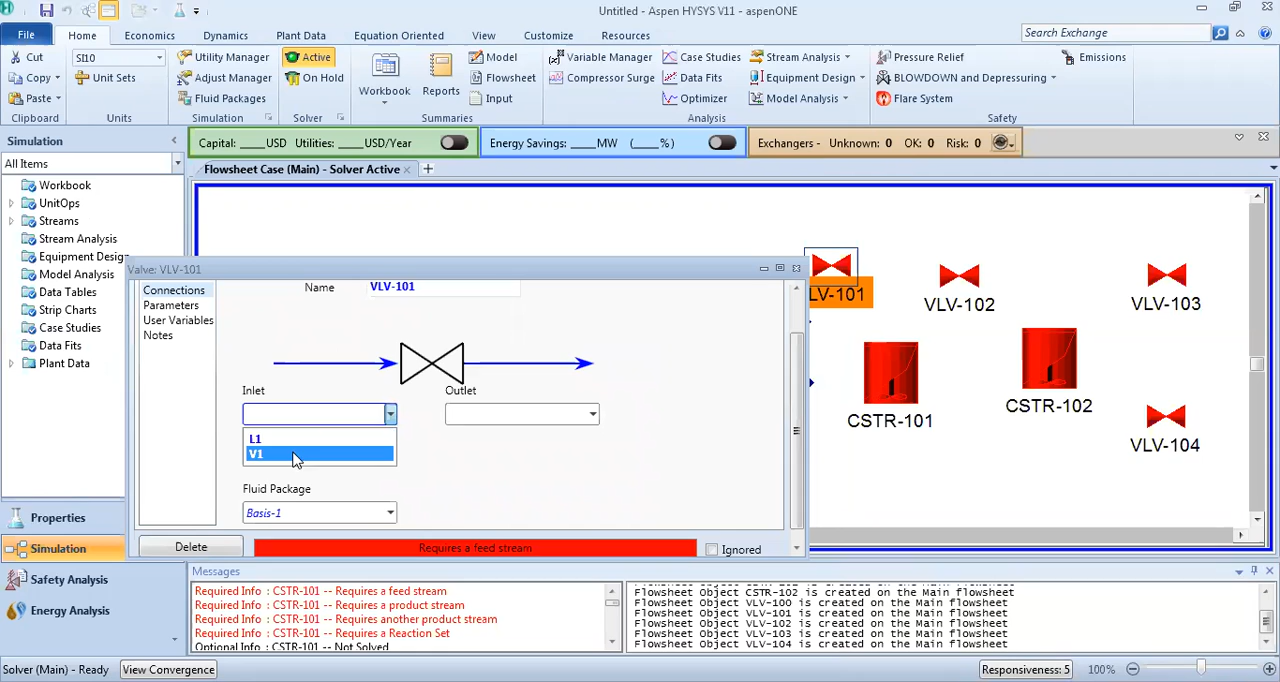 Untitled - Aspen HYSYS V11 - aspenONE
File Home Economics Dynamics Plant Data Equation Oriented View Customize Resources Search Exchange
Cut SI10 Utility Manager Active Model Variable Manager Case Studies Stream Analysis Pressure Relief Emissions
Copy Unit Sets Adjust Manager On Hold Workbook Reports Flowsheet Compressor Surge Data Fits Equipment Design BLOWDOWN and Depressuring
Paste Fluid Packages Input Optimizer Model Analysis Flare System
Clipboard Units Simulation Solver Summaries Analysis Safety
Simulation Capital: ____USD Utilities: ____USD/Year Energy Savings: ____MW (____%) Exchangers - Unknown: 0 OK: 0 Risk: 0
All Items Flowsheet Case (Main) - Solver Active
Workbook
UnitOps
Streams
Stream Analysis
Equipment Design
Model Analysis
Data Tables
Strip Charts
Case Studies
Data Fits
Plant Data
Valve: VLV-101
Connections
Parameters
User Variables
Notes
Name VLV-101
Inlet Outlet
L1
V1
Fluid Package
Basis-1
Delete Requires a feed stream Ignored
LV-101 VLV-102 VLV-103
CSTR-101 CSTR-102
VLV-104
Properties
Simulation
Safety Analysis
Energy Analysis
Messages
Required Info : CSTR-101 -- Requires a feed stream
Required Info : CSTR-101 -- Requires a product stream
Required Info : CSTR-101 -- Requires another product stream
Required Info : CSTR-101 -- Requires a Reaction Set
Optional Info : CSTR-101 -- Not Solved
Flowsheet Object CSTR-102 is created on the Main flowsheet
Flowsheet Object VLV-100 is created on the Main flowsheet
Flowsheet Object VLV-101 is created on the Main flowsheet
Flowsheet Object VLV-102 is created on the Main flowsheet
Flowsheet Object VLV-103 is created on the Main flowsheet
Flowsheet Object VLV-104 is created on the Main flowsheet
Solver (Main) - Ready View Convergence Responsiveness: 5 100%